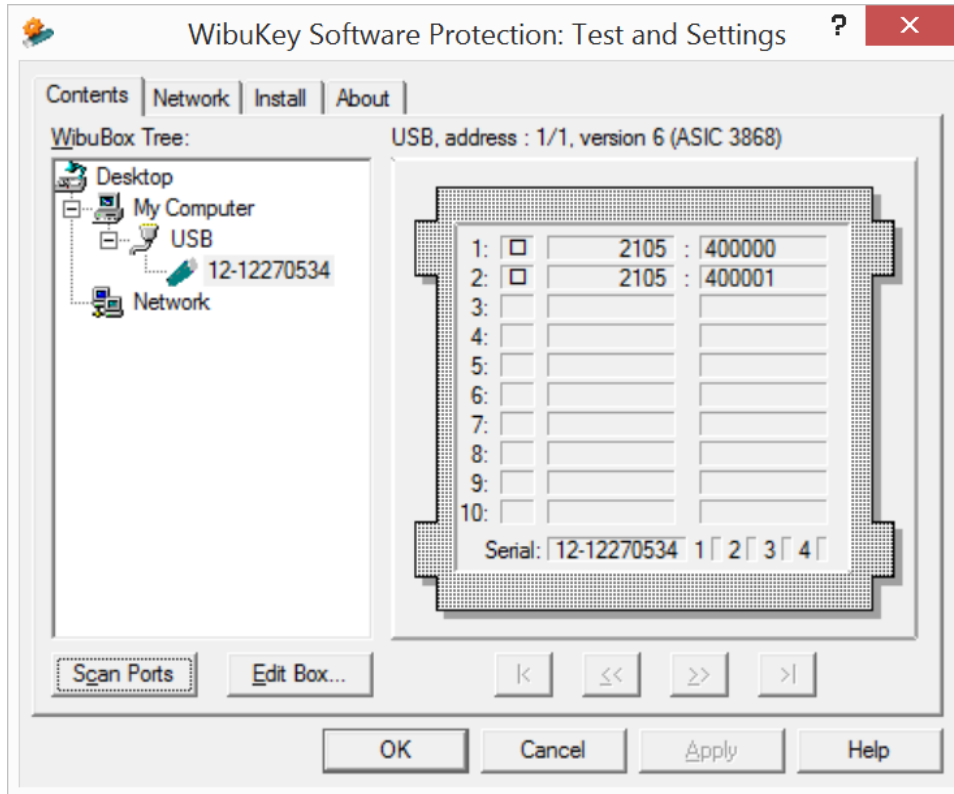 WibuKey Software Protection: Test and Settings ? X
Contents Network Install About
WibuBox Tree:
Desktop
My Computer
USB
12-12270534
Network
USB, address : 1/1, version 6 (ASIC 3868)
1: 2105 : 400000
2: 2105 : 400001
3:
4:
5:
6:
7:
8:
9:
10:
Serial: 12-12270534 1 2 3 4
Scan Ports Edit Box... |< << >> >|
OK Cancel Apply Help